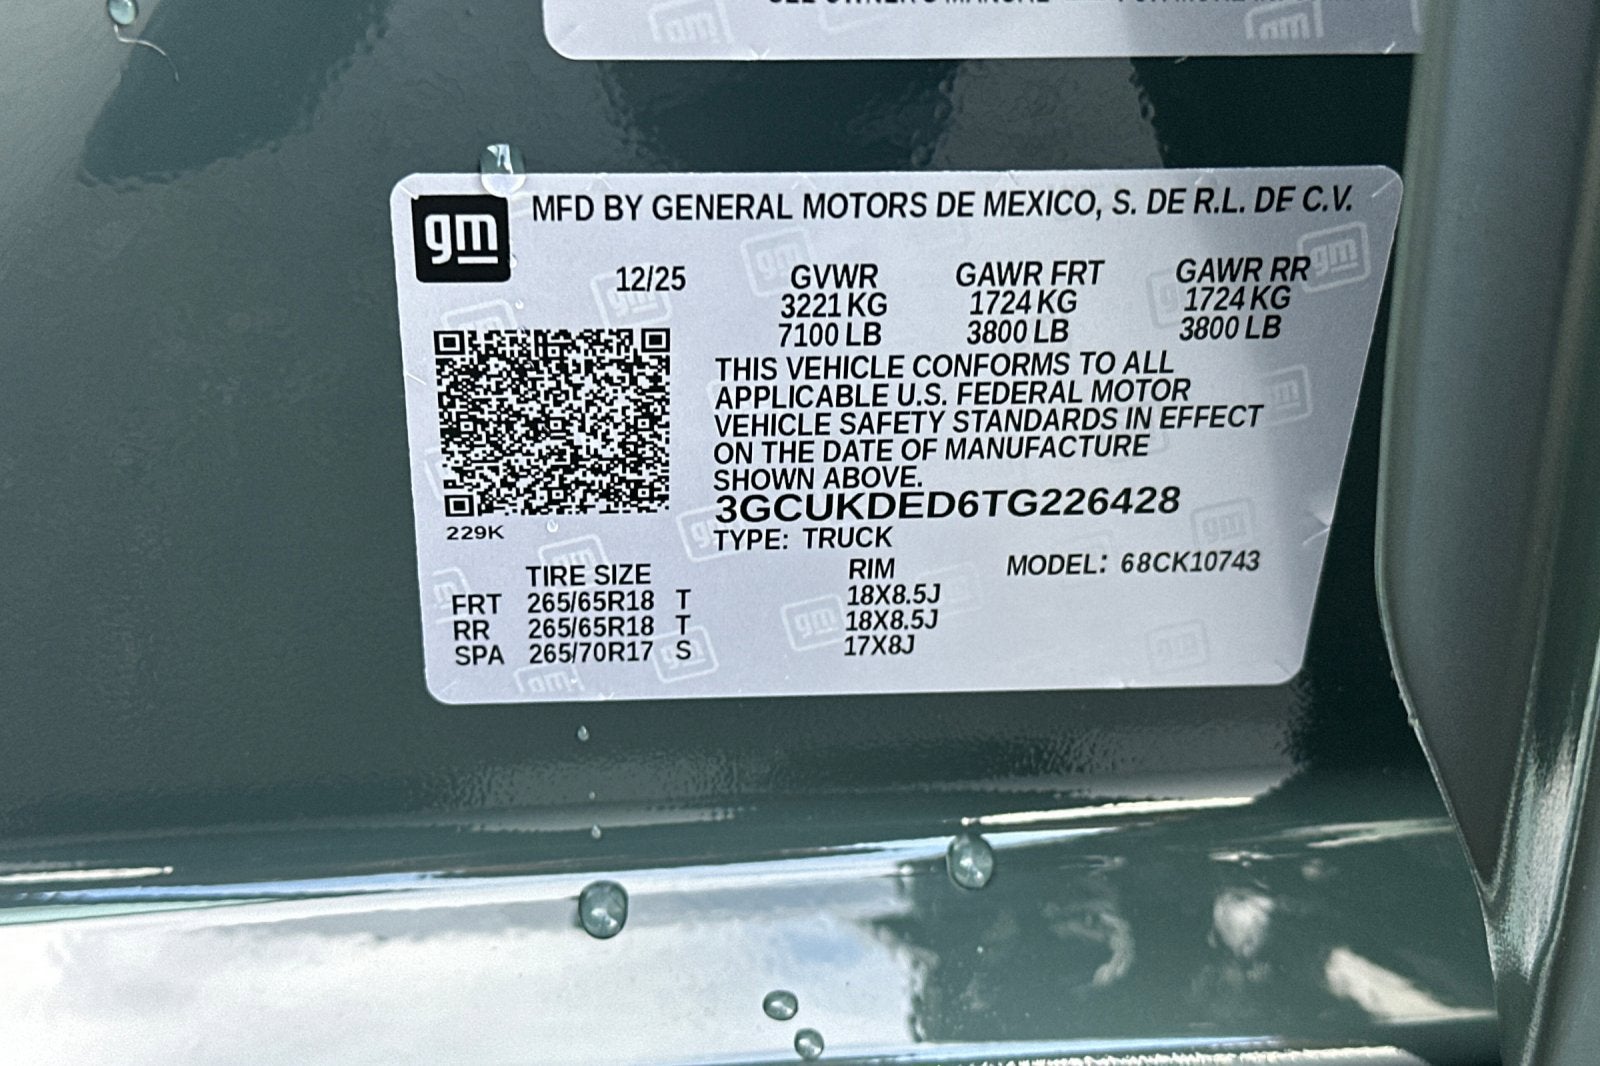 gm
MFD BY GENERAL MOTORS DE MEXICO, S. DE R.L. DE C.V.
12/25 GVWR GAWR FRT GAWR RR
3221 KG 1724 KG 1724 KG
7100 LB 3800 LB 3800 LB
THIS VEHICLE CONFORMS TO ALL
APPLICABLE U.S. FEDERAL MOTOR
VEHICLE SAFETY STANDARDS IN EFFECT
ON THE DATE OF MANUFACTURE
SHOWN ABOVE.
3GCUKDED6TG226428
229K
TYPE: TRUCK
TIRE SIZE RIM MODEL: 68CK10743
FRT 265/65R18 T 18X8.5J
RR 265/65R18 T 18X8.5J
SPA 265/70R17 S 17X8J